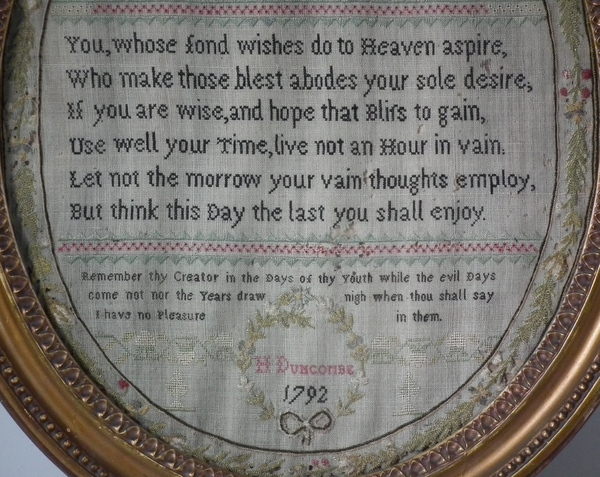 You, whose fond wishes do to Heaven aspire,
Who make those blest abodes your sole desire,
If you are wise, and hope that Bliſs to gain,
Use well your Time, live not an Hour in vain.
Let not the morrow your vain thoughts employ,
But think this Day the last you shall enjoy.
Remember thy Creator in the Days of thy Youth while the evil Days
come not nor the Years draw nigh when thou shall say
I have no Pleasure in them.
H Duncombe
1792